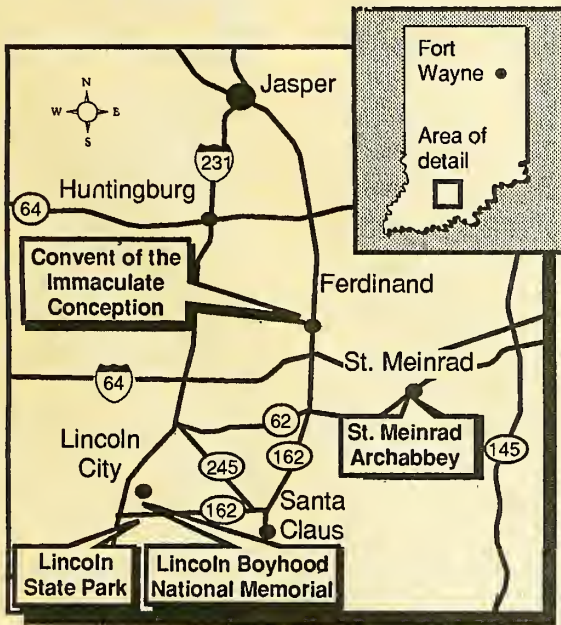 Fort
Wayne
Area of
detail
N
W E
S
Jasper
231
Huntingburg
64
Convent of the
Immaculate
Conception
Ferdinand
St. Meinrad
64
62
St. Meinrad
Archabbey
Lincoln
City
245
162
145
162
Santa
Claus
Lincoln
State Park
Lincoln Boyhood
National Memorial